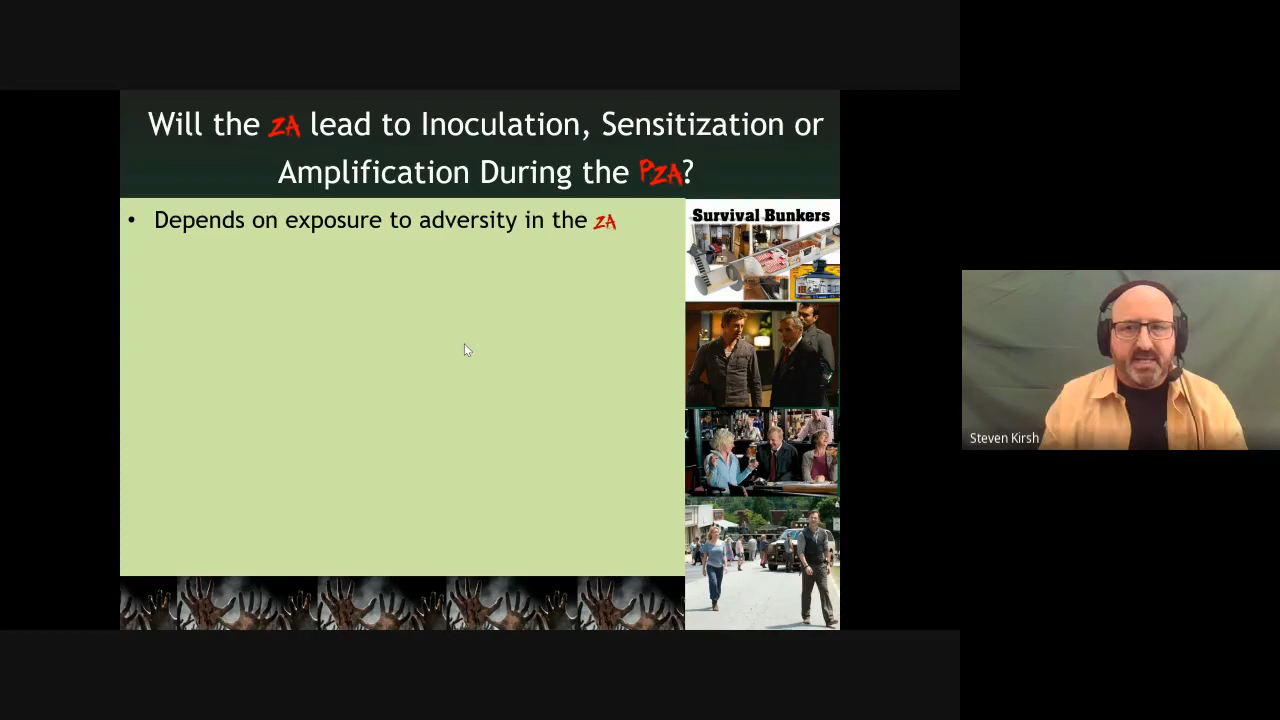 Will the ZA lead to Inoculation, Sensitization or
Amplification During the PZA?
• Depends on exposure to adversity in the ZA
Survival Bunkers
Steven Kirsh